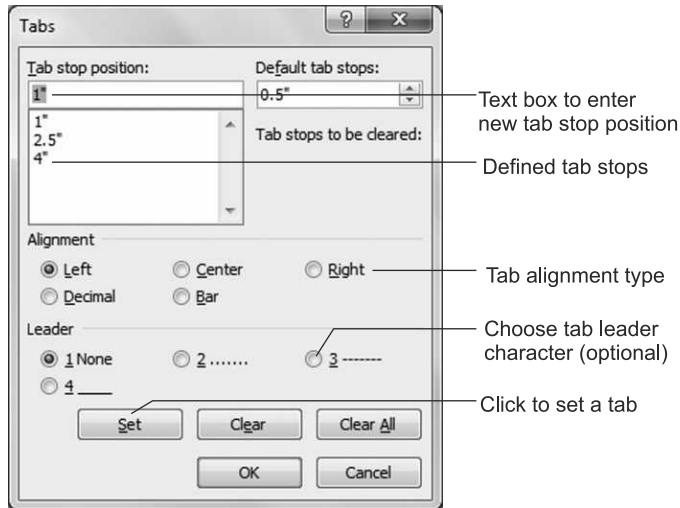 Tabs
?
X
Tab stop position:
Default tab stops:
1"
0.5"
Text box to enter
new tab stop position
1"
2.5"
4"
Tab stops to be cleared:
Defined tab stops
Alignment
Left
Center
Right
Tab alignment type
Decimal
Bar
Leader
1 None
2 .......
3 -------
Choose tab leader
character (optional)
4 ____
Click to set a tab
Set
Clear
Clear All
OK
Cancel